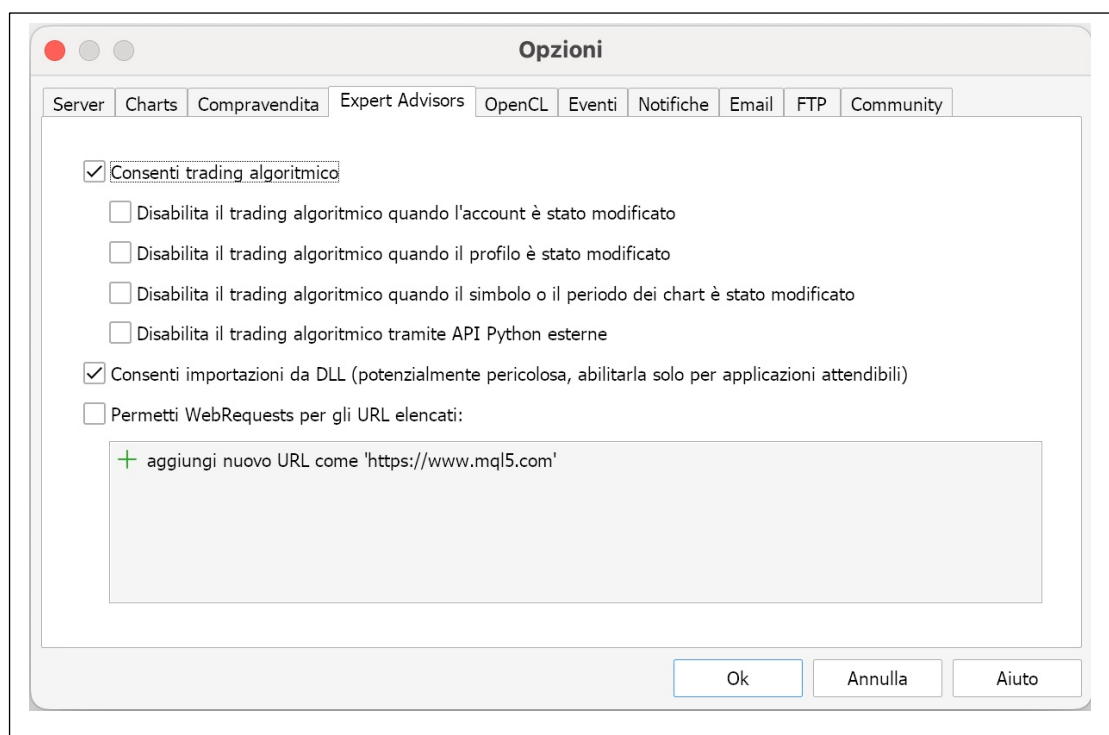 Opzioni
Server Charts Compravendita Expert Advisors OpenCL Eventi Notifiche Email FTP Community
Consenti trading algoritmico
Disabilita il trading algoritmico quando l'account è stato modificato
Disabilita il trading algoritmico quando il profilo è stato modificato
Disabilita il trading algoritmico quando il simbolo o il periodo dei chart è stato modificato
Disabilita il trading algoritmico tramite API Python esterne
Consenti importazioni da DLL (potenzialmente pericolosa, abilitarla solo per applicazioni attendibili)
Permetti WebRequests per gli URL elencati:
aggiungi nuovo URL come 'https://www.mql5.com'
Ok Annulla Aiuto